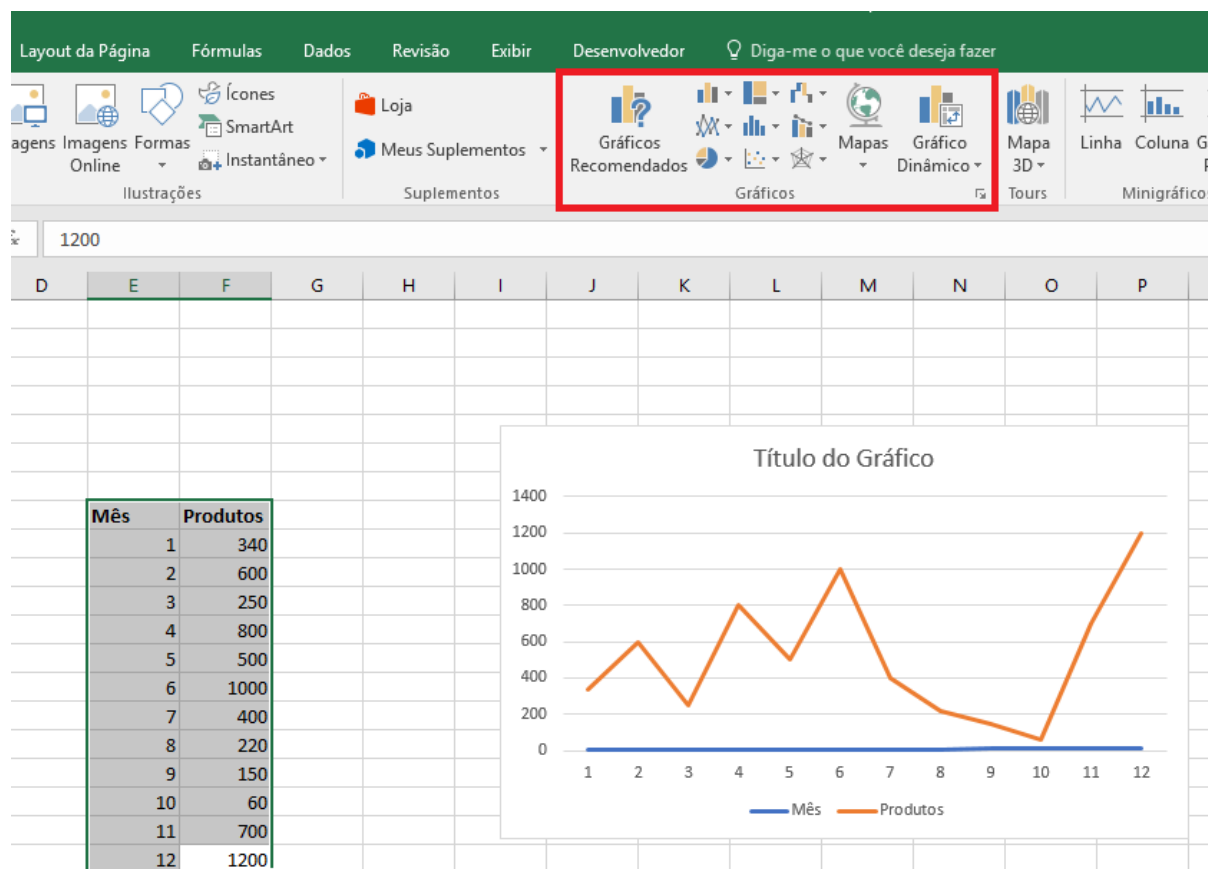 Layout da Página Fórmulas Dados Revisão Exibir Desenvolvedor Diga-me o que você deseja fazer
agens Imagens Online Formas Ícones SmartArt Instantâneo
Loja
Meus Suplementos
Gráficos Recomendados Mapas Gráfico Dinâmico
Mapa 3D
Linha Coluna G
Ilustrações Suplementos Gráficos Tours Minigráficos
1200
D E F G H I J K L M N O P
Título do Gráfico
Mês Produtos
1 340
2 600
3 250
4 800
5 500
6 1000
7 400
8 220
9 150
10 60
11 700
12 1200
1400
1200
1000
800
600
400
200
0
1 2 3 4 5 6 7 8 9 10 11 12
Mês Produtos